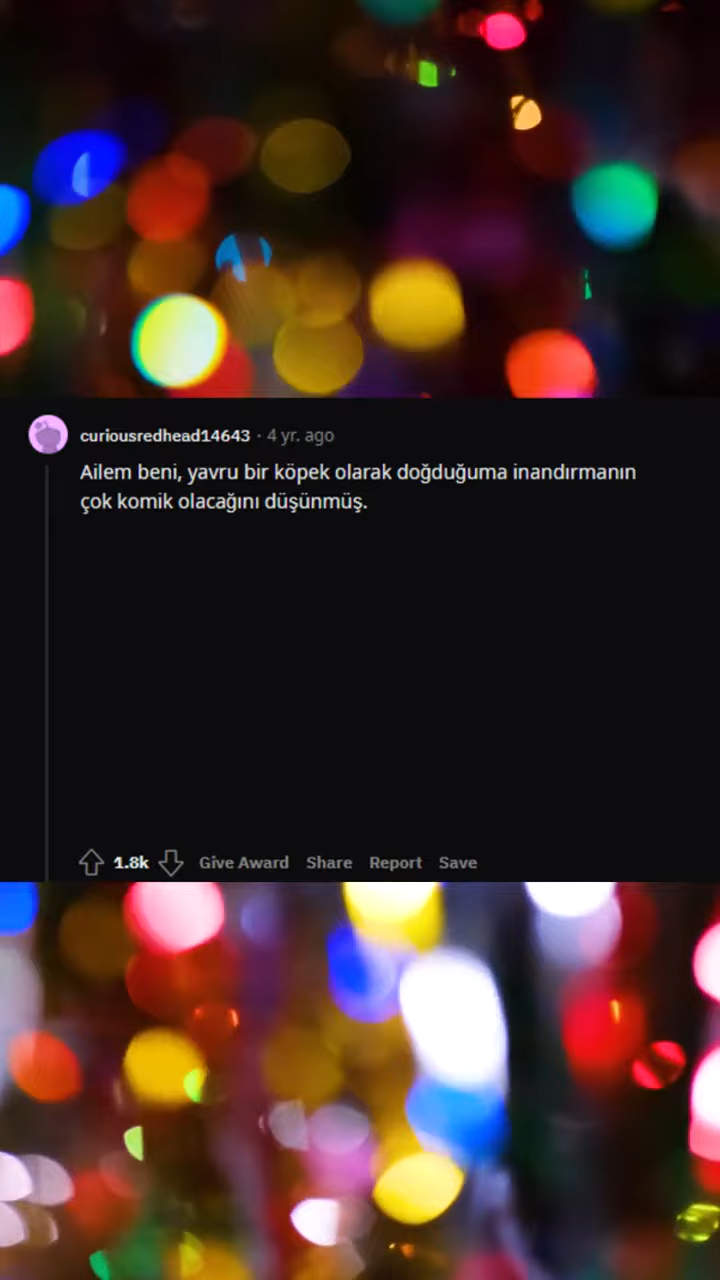 curiousredhead14643 · 4 yr. ago
Ailem beni, yavru bir köpek olarak doğduğuma inandırmanın
çok komik olacağını düşünmüş.
1.8k Give Award Share Report Save